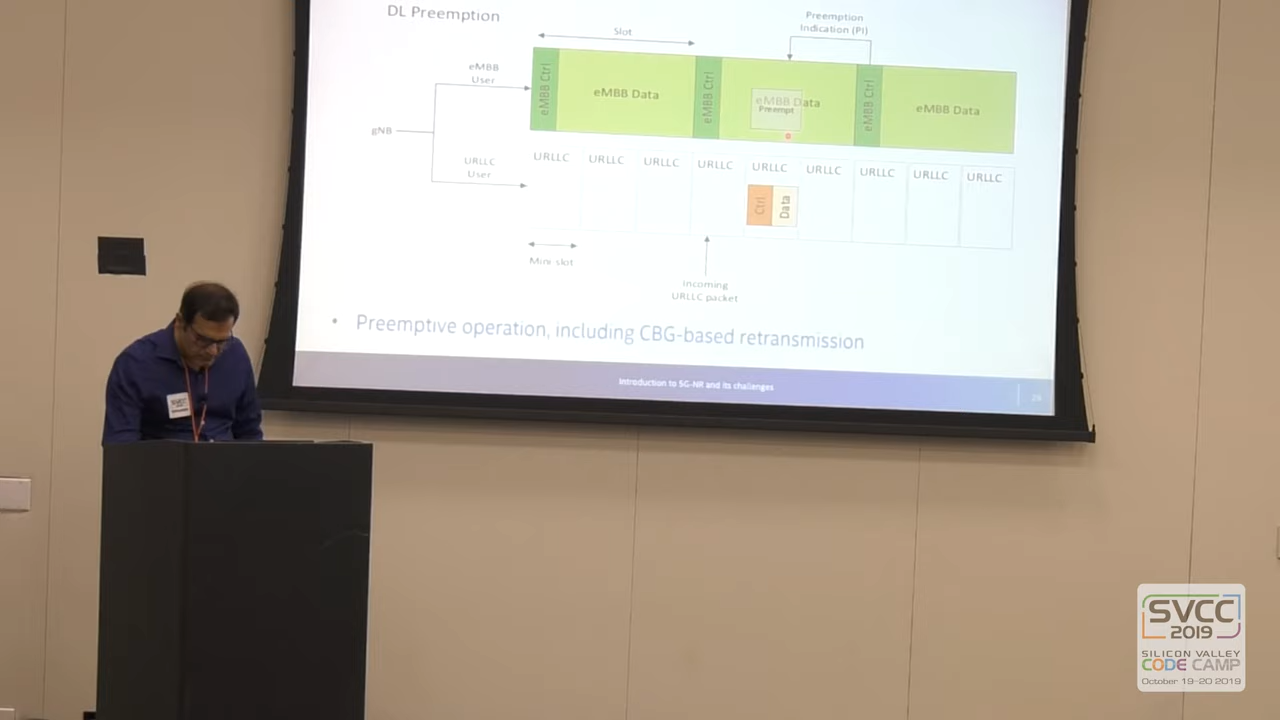 DL Preemption
Preemption
Indication (PI)
Slot
eMBB
User
eMBB Ctrl
eMBB Data
eMBB Ctrl
eMBB Data
Preempt
eMBB Ctrl
eMBB Data
gNB
URLLC
User
URLLC
URLLC
URLLC
URLLC
URLLC
URLLC
URLLC
URLLC
URLLC
Ctrl
Data
Mini slot
Incoming
URLLC packet
• Preemptive operation, including CBG-based retransmission
Introduction to 5G-NR and its challenges
SVCC
2019
SILICON VALLEY
CODE CAMP
October 19-20 2019